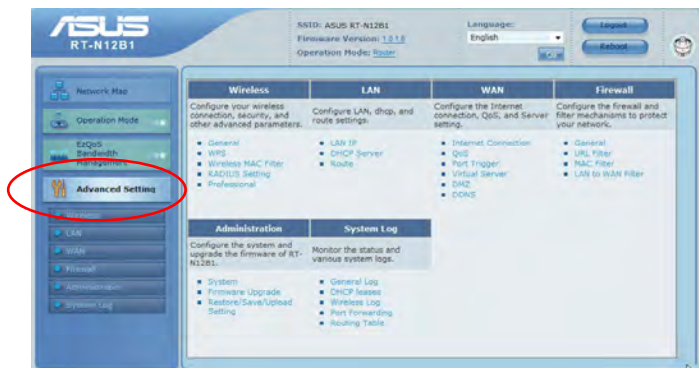 ASUS
RT-N12B1
SSID: ASUS RT-N12B1
Firmware Version: 1.0.1.8
Operation Mode: Router
Language:
English
Logout
Reboot
Network Map
Operation Mode
EzQoS
Bandwidth
Management
Advanced Setting
Wireless
LAN
WAN
Firewall
Administration
System Log
Wireless
Configure your wireless
connection, security, and
other advanced parameters.
General
WPS
Wireless MAC Filter
RADIUS Setting
Professional
LAN
Configure LAN, dhcp, and
route settings.
LAN IP
DHCP Server
Route
WAN
Configure the Internet
connection, QoS, and Server
setting.
Internet Connection
QoS
Port Trigger
Virtual Server
DMZ
DDNS
Firewall
Configure the firewall and
filter mechanisms to protect
your network.
General
URL Filter
MAC Filter
LAN to WAN Filter
Administration
Configure the system and
upgrade the firmware of RT-
N12B1.
System
Firmware Upgrade
Restore/Save/Upload
Setting
System Log
Monitor the status and
various system logs.
General Log
DHCP leases
Wireless Log
Port Forwarding
Routing Table